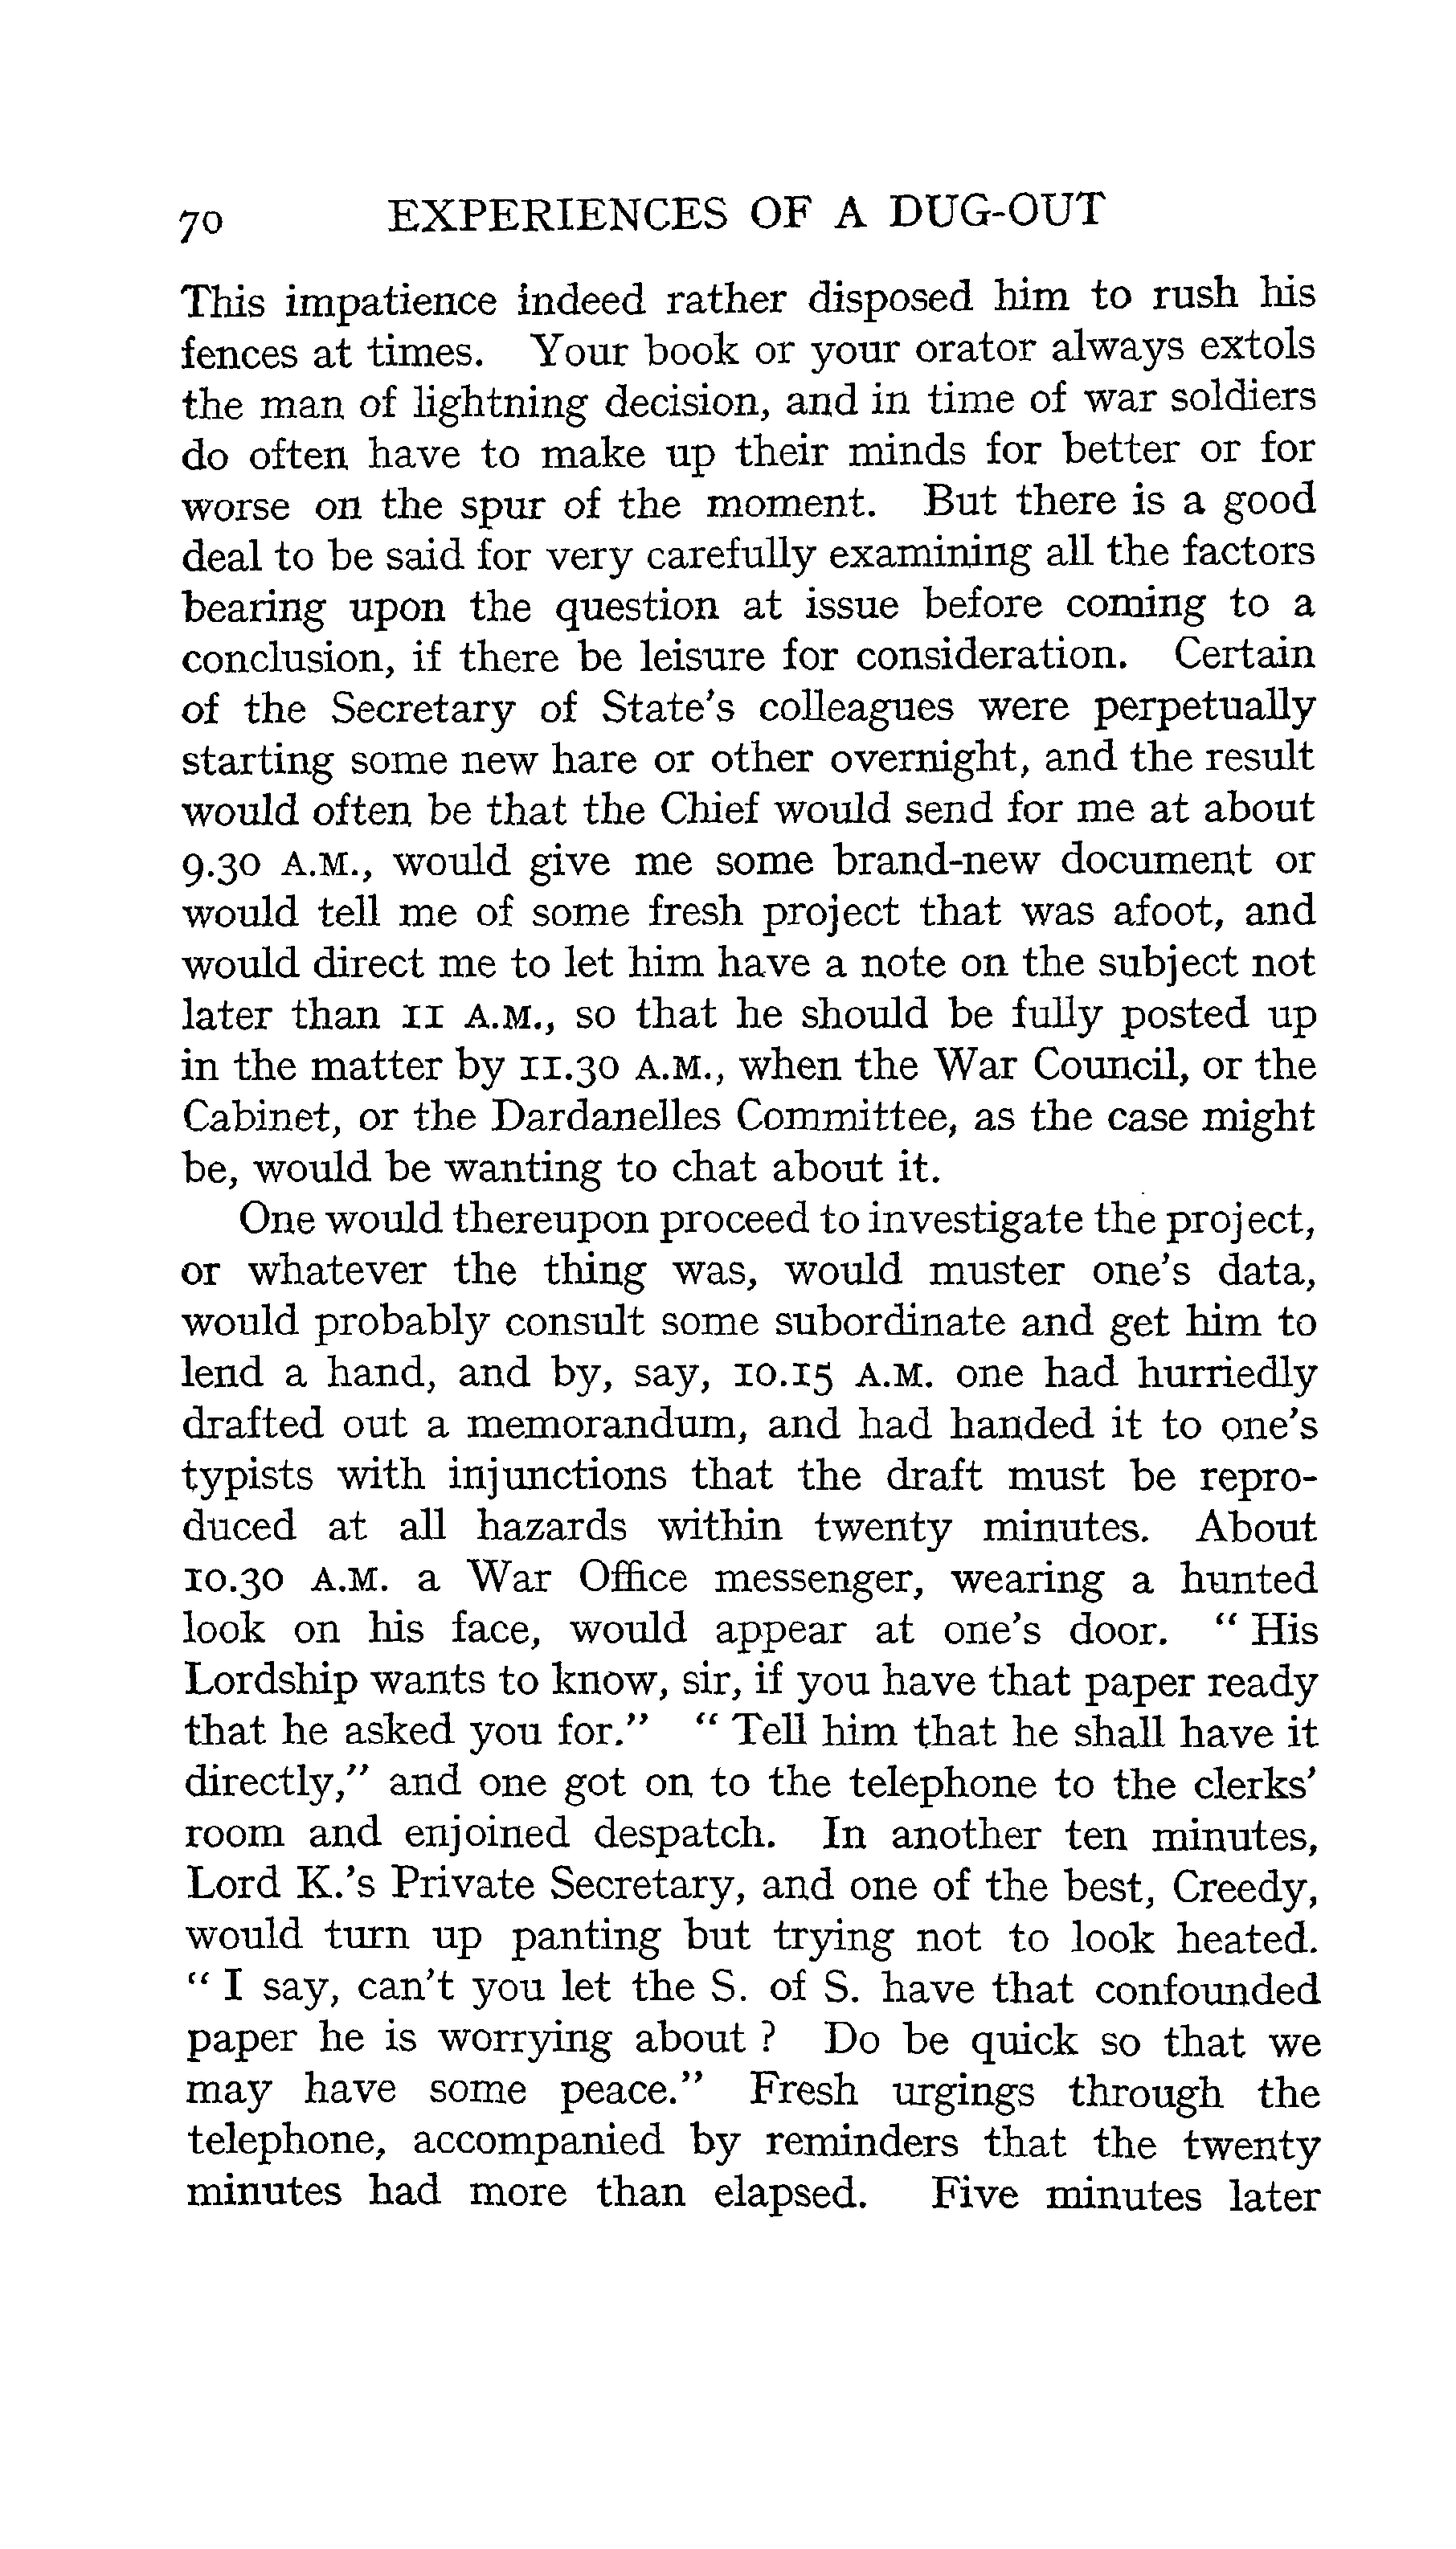 70 EXPERIENCES OF A DUG-OUT
This impatience indeed rather disposed him to rush his
fences at times. Your book or your orator always extols
the man of lightning decision, and in time of war soldiers
do often have to make up their minds for better or for
worse on the spur of the moment. But there is a good
deal to be said for very carefully examining all the factors
bearing upon the question at issue before coming to a
conclusion, if there be leisure for consideration. Certain
of the Secretary of State's colleagues were perpetually
starting some new hare or other overnight, and the result
would often be that the Chief would send for me at about
9.30 A.M., would give me some brand-new document or
would tell me of some fresh project that was afoot, and
would direct me to let him have a note on the subject not
later than 11 A.M., so that he should be fully posted up
in the matter by 11.30 A.M., when the War Council, or the
Cabinet, or the Dardanelles Committee, as the case might
be, would be wanting to chat about it.
One would thereupon proceed to investigate the project,
or whatever the thing was, would muster one's data,
would probably consult some subordinate and get him to
lend a hand, and by, say, 10.15 A.M. one had hurriedly
drafted out a memorandum, and had handed it to one's
typists with injunctions that the draft must be repro-
duced at all hazards within twenty minutes. About
10.30 A.M. a War Office messenger, wearing a hunted
look on his face, would appear at one's door. " His
Lordship wants to know, sir, if you have that paper ready
that he asked you for." " Tell him that he shall have it
directly," and one got on to the telephone to the clerks'
room and enjoined despatch. In another ten minutes,
Lord K.'s Private Secretary, and one of the best, Creedy,
would turn up panting but trying not to look heated.
" I say, can't you let the S. of S. have that confounded
paper he is worrying about ? Do be quick so that we
may have some peace." Fresh urgings through the
telephone, accompanied by reminders that the twenty
minutes had more than elapsed. Five minutes later